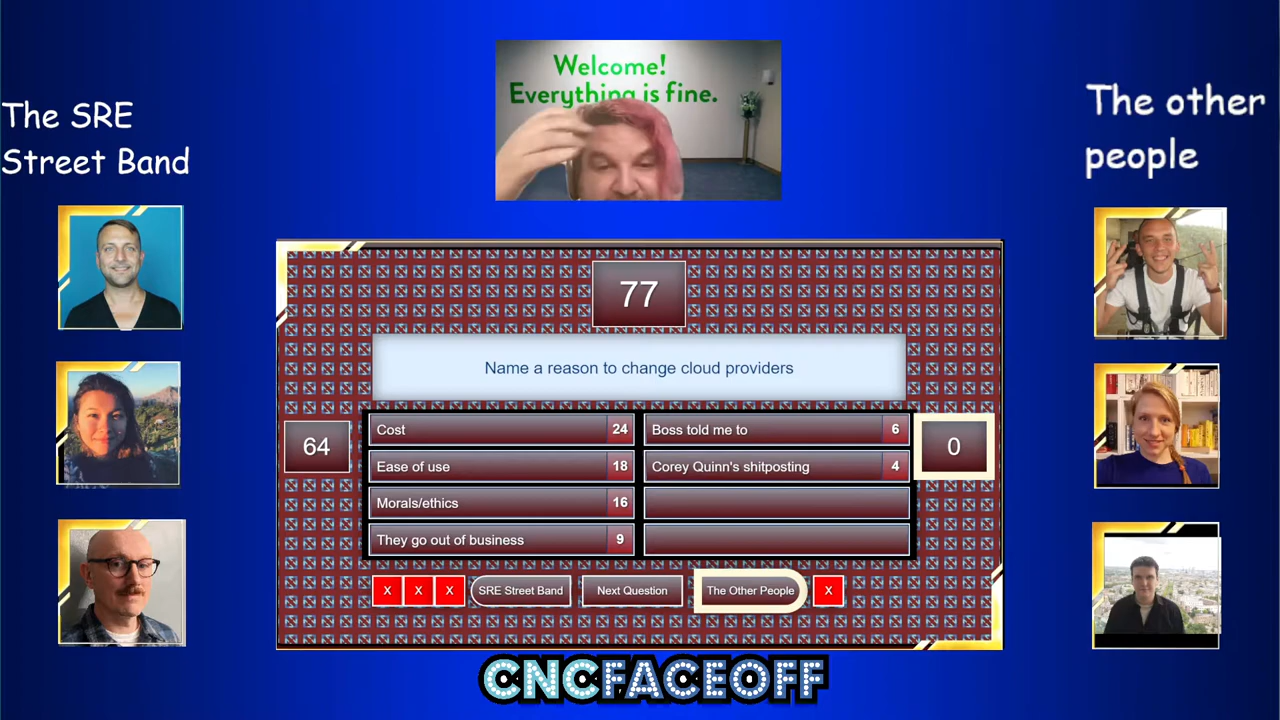 Welcome!
Everything is fine.
The SRE
Street Band
The other
people
77
Name a reason to change cloud providers
64
Cost 24
Ease of use 18
Morals/ethics 16
They go out of business 9
Boss told me to 6
Corey Quinn's shitposting 4
0
X X X SRE Street Band Next Question The Other People X
CNCFACEOFF